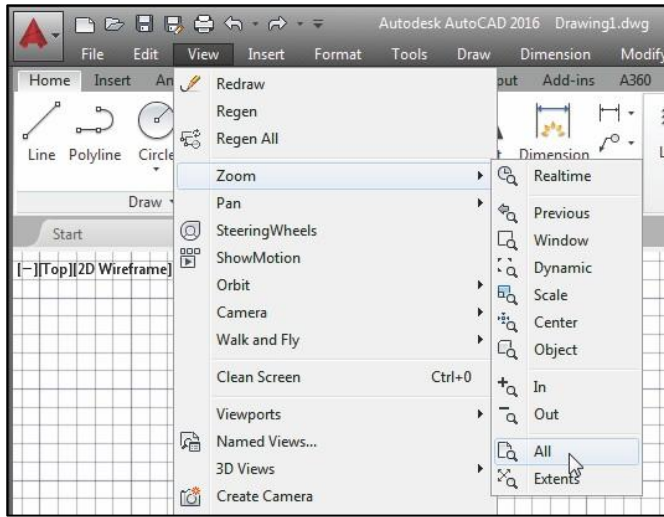 Autodesk AutoCAD 2016 Drawing1.dwg
File Edit View Insert Format Tools Draw Dimension Modify
Home Insert An put Add-ins A360
Line Polyline Circle
Dimension
Draw
Start
[−][Top][2D Wireframe]
Redraw
Regen
Regen All
Zoom
Pan
SteeringWheels
ShowMotion
Orbit
Camera
Walk and Fly
Clean Screen Ctrl+0
Viewports
Named Views...
3D Views
Create Camera
Realtime
Previous
Window
Dynamic
Scale
Center
Object
In
Out
All
Extents